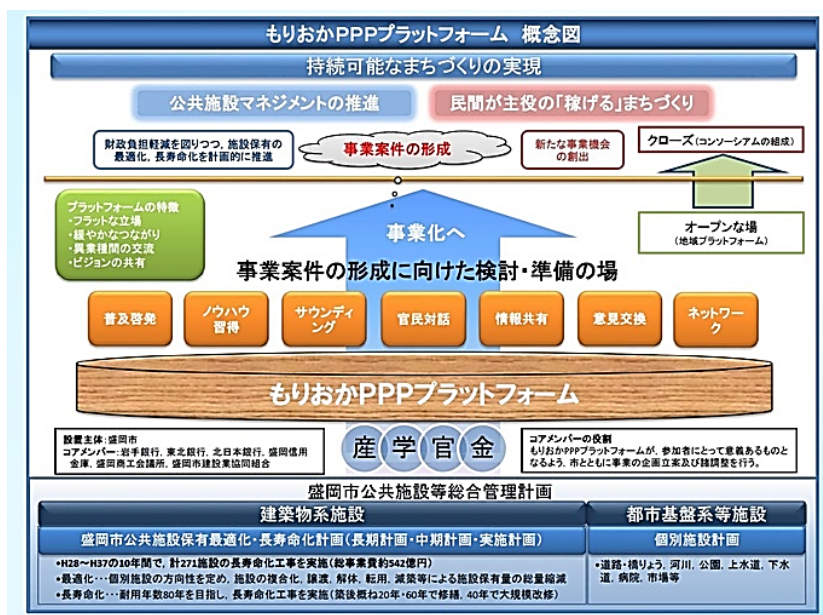 もりおかPPPプラットフォーム 概念図
持続可能なまちづくりの実現
公共施設マネジメントの推進
民間が主役の「稼げる」まちづくり
財政負担軽減を図りつつ，施設保有の
最適化，長寿命化を計画的に推進
事業案件の形成
新たな事業機会
の創出
クローズ(コンソーシアムの組成)
プラットフォームの特徴
・フラットな立場
・緩やかなつながり
・異業種間の交流
・ビジョンの共有
事業化へ
オープンな場
(地域プラットフォーム)
事業案件の形成に向けた検討・準備の場
普及啓発
ノウハウ
習得
サウンディ
ング
官民対話
情報共有
意見交換
ネットワー
ク
もりおかPPPプラットフォーム
設置主体：盛岡市
コアメンバー：岩手銀行，東北銀行，北日本銀行，盛岡信用
金庫，盛岡商工会議所，盛岡市建設業協同組合
産学官金
コアメンバーの役割
もりおかPPPプラットフォームが，参加者にとって意義あるものと
なるよう，市とともに事業の企画立案及び諸調整を行う。
盛岡市公共施設等総合管理計画
建築物系施設
都市基盤系等施設
盛岡市公共施設保有最適化・長寿命化計画(長期計画・中期計画・実施計画)
個別施設計画
•H28～H37の10年間で，計271施設の長寿命化工事を実施(総事業費約542億円)
•最適化…個別施設の方向性を定め，施設の複合化，譲渡，解体，転用，減築等による施設保有量の総量縮減
•長寿命化…耐用年数80年を目指し，長寿命化工事を実施(築後概ね20年・60年で修繕，40年で大規模改修)
•道路・橋りょう，河川，公園，上水道，下水
道，病院，市場等